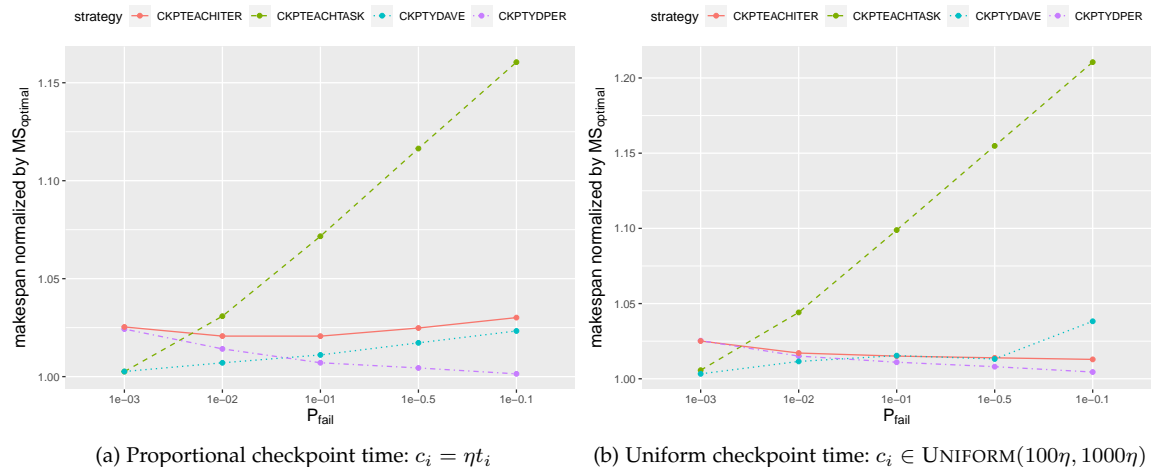 strategy CKPTEACHITER CKPTEACHTASK CKPTYDAVE CKPTYDPER
1.15
1.10
1.05
1.00
makespan normalized by MSoptimal
1e−03 1e−02 1e−01 1e−0.5 1e−0.1
Pfail
(a) Proportional checkpoint time: ci = ηti
strategy CKPTEACHITER CKPTEACHTASK CKPTYDAVE CKPTYDPER
1.20
1.15
1.10
1.05
1.00
makespan normalized by MSoptimal
1e−03 1e−02 1e−01 1e−0.5 1e−0.1
Pfail
(b) Uniform checkpoint time: ci ∈ UNIFORM(100η, 1000η)